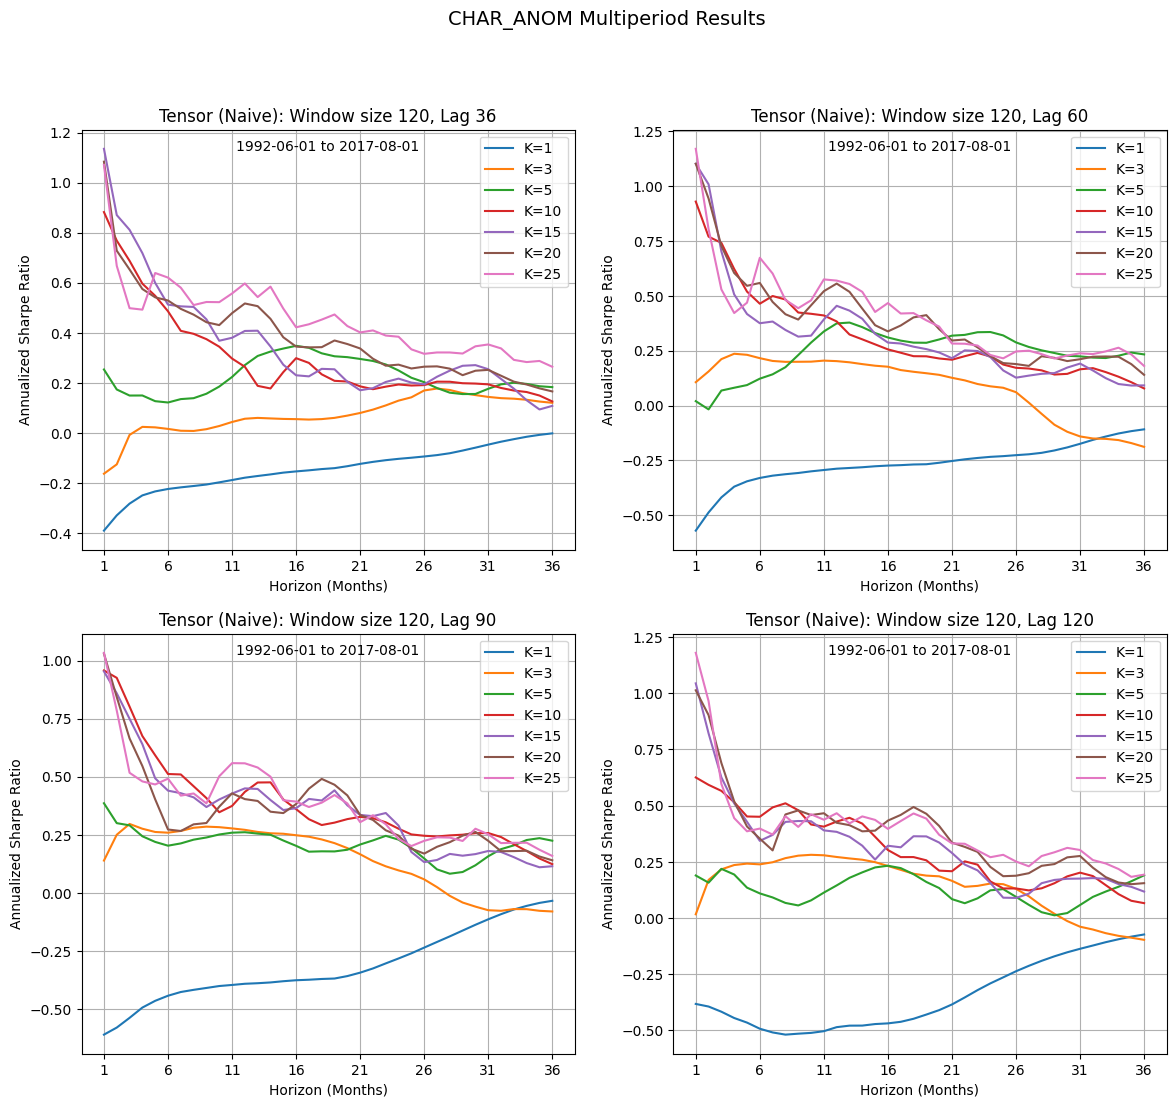 CHAR_ANOM Multiperiod Results
Tensor (Naive): Window size 120, Lag 36
1992-06-01 to 2017-08-01
K=1
K=3
K=5
K=10
K=15
K=20
K=25
1.2
1.0
0.8
0.6
0.4
0.2
0.0
−0.2
−0.4
Annualized Sharpe Ratio
1 6 11 16 21 26 31 36
Horizon (Months)
Tensor (Naive): Window size 120, Lag 60
1992-06-01 to 2017-08-01
K=1
K=3
K=5
K=10
K=15
K=20
K=25
1.25
1.00
0.75
0.50
0.25
0.00
−0.25
−0.50
Annualized Sharpe Ratio
1 6 11 16 21 26 31 36
Horizon (Months)
Tensor (Naive): Window size 120, Lag 90
1992-06-01 to 2017-08-01
K=1
K=3
K=5
K=10
K=15
K=20
K=25
1.00
0.75
0.50
0.25
0.00
−0.25
−0.50
Annualized Sharpe Ratio
1 6 11 16 21 26 31 36
Horizon (Months)
Tensor (Naive): Window size 120, Lag 120
1992-06-01 to 2017-08-01
K=1
K=3
K=5
K=10
K=15
K=20
K=25
1.25
1.00
0.75
0.50
0.25
0.00
−0.25
−0.50
Annualized Sharpe Ratio
1 6 11 16 21 26 31 36
Horizon (Months)